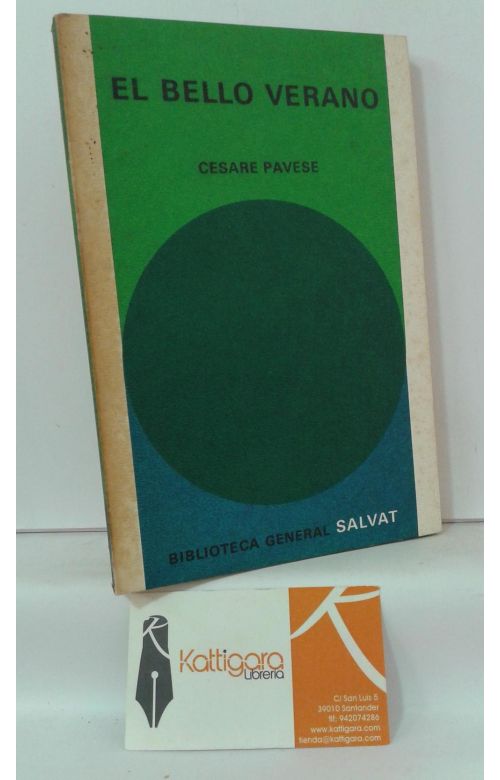 EL BELLO VERANO
CESARE PAVESE
BIBLIOTECA GENERAL SALVAT
Kattigara
Librería
C/ San Luis 5
39010 Santander
tlf: 942074286
www.kattigara.com
tienda@kattigara.com